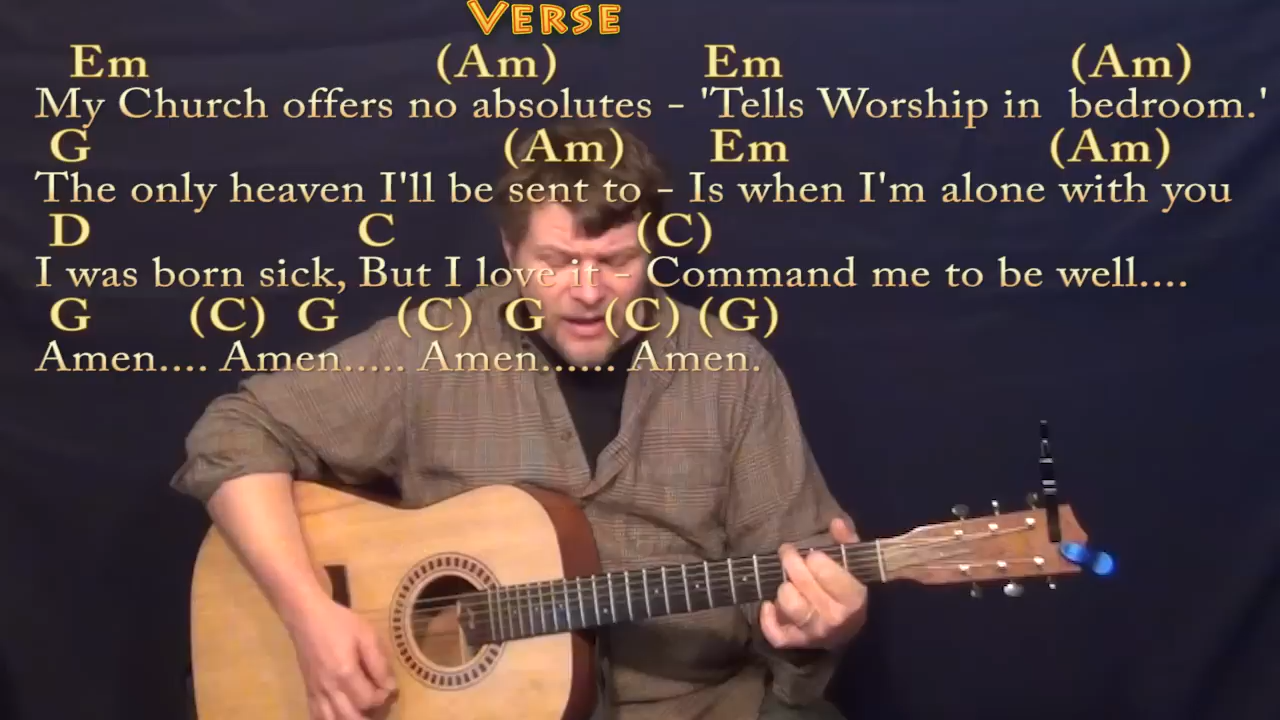 VERSE
Em (Am) Em (Am)
My Church offers no absolutes - 'Tells Worship in bedroom.'
G (Am) Em (Am)
The only heaven I'll be sent to - Is when I'm alone with you
D C (C)
I was born sick, But I love it - Command me to be well....
G (C) G (C) G (C) (G)
Amen.... Amen..... Amen...... Amen.